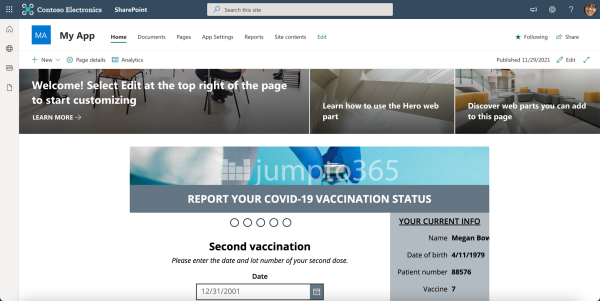 Contoso Electronics SharePoint Search this site
MA My App Home Documents Pages App Settings Reports Site contents Edit Following Share
New Page details Analytics Published 11/29/2021 Edit
Welcome! Select Edit at the top right of the page
to start customizing
LEARN MORE
Learn how to use the Hero web
part
Discover web parts you can add
to this page
jumpto365
REPORT YOUR COVID-19 VACCINATION STATUS
YOUR CURRENT INFO
Second vaccination
Please enter the date and lot number of your second dose.
Date
12/31/2001
Name Megan Bow
Date of birth 4/11/1979
Patient number 88576
Vaccine 7